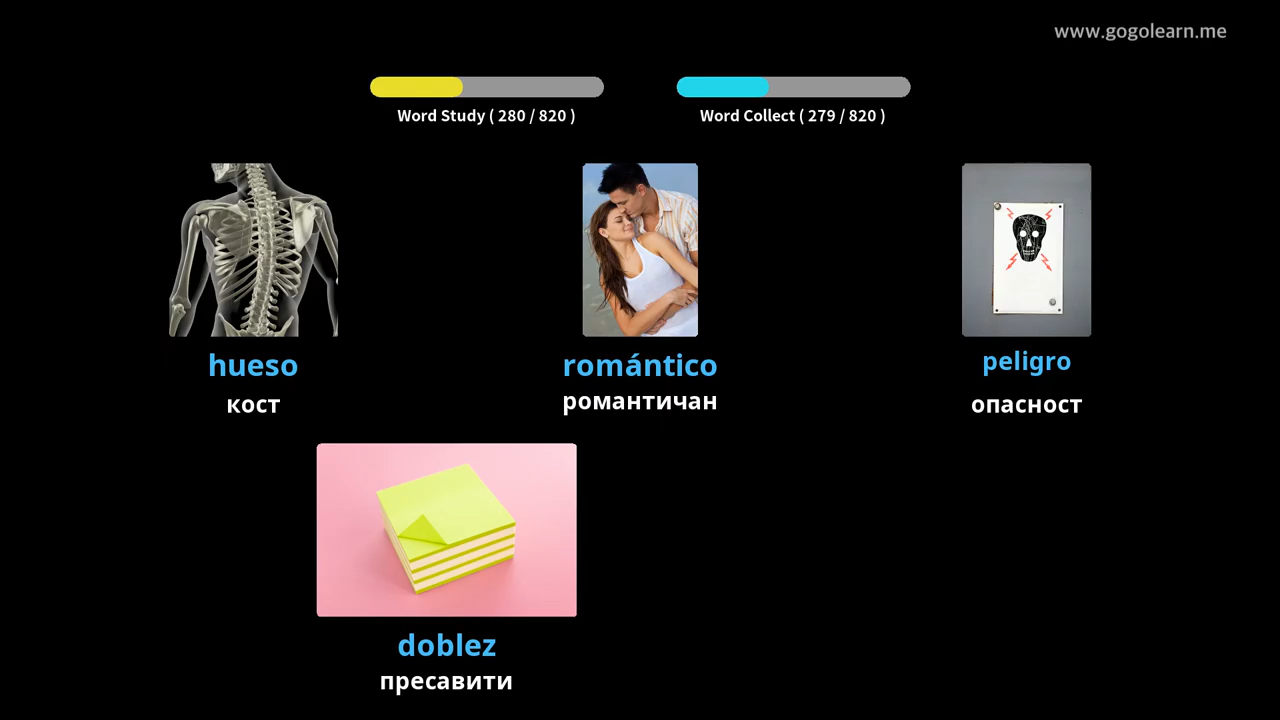 www.gogolearn.me
Word Study ( 280 / 820 )
Word Collect ( 279 / 820 )
hueso
romántico
peligro
кост
романтичан
опасност
doblez
пресавити